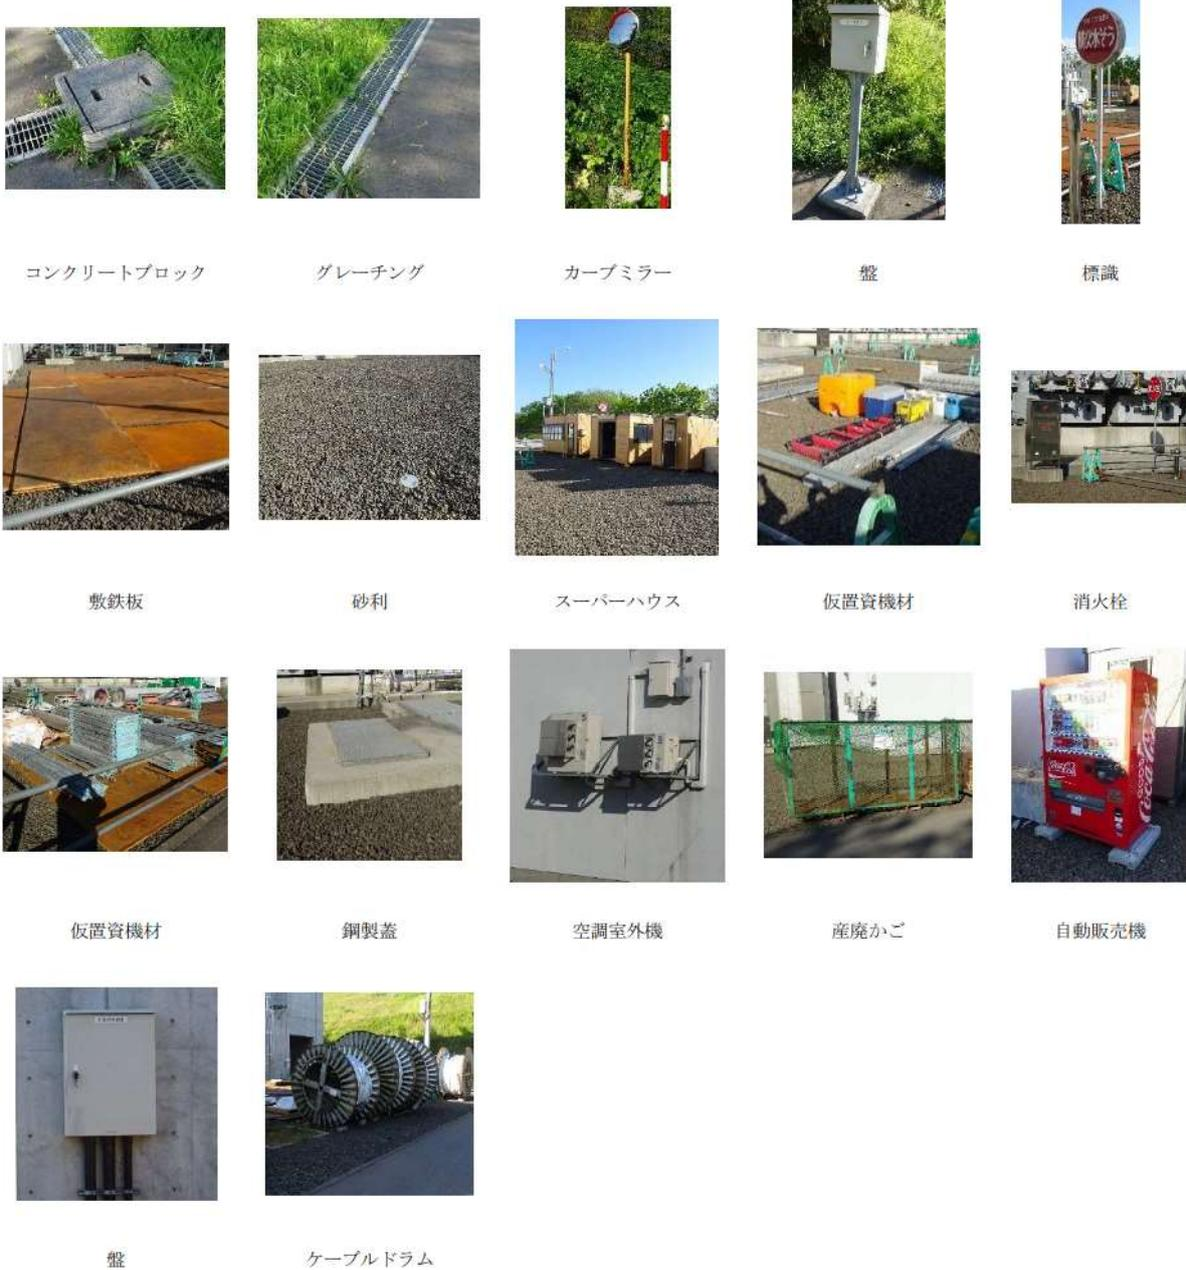 コンクリートブロック
グレーチング
カーブミラー
盤
標識
敷鉄板
砂利
スーパーハウス
仮置資機材
消火栓
仮置資機材
鋼製蓋
空調室外機
産廃かご
Coca-Cola
自動販売機
盤
ケーブルドラム